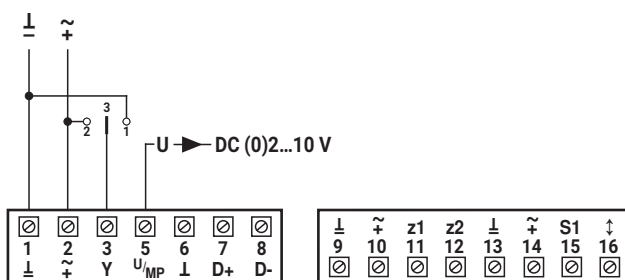 ⊥ ~
– +
3
2 1
U DC (0)2...10 V
1 2 3 5 6 7 8
⊥ ~ Y U/MP ⊥ D+ D-
– +
⊥ ~ z1 z2 ⊥ ~ S1 ↕
– + – +
9 10 11 12 13 14 15 16